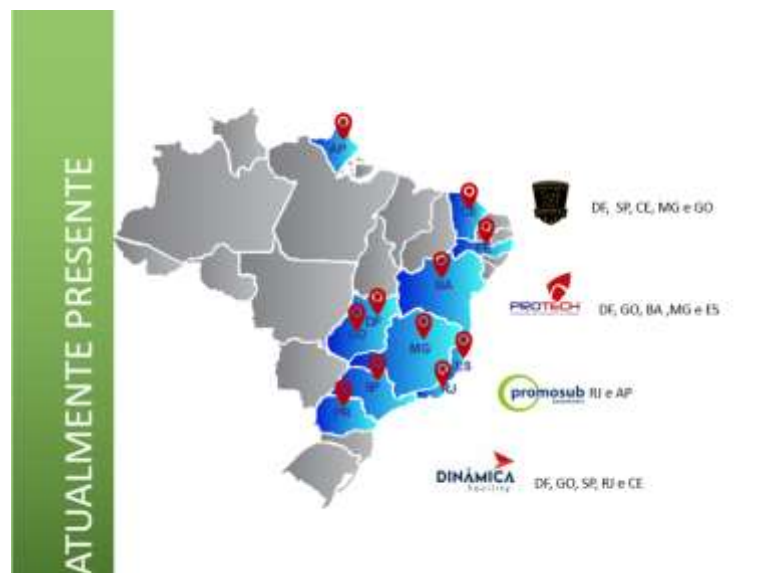 ATUALMENTE PRESENTE
AP
DF, SP, CE, MG e GO
BA
PROTECH
DF, GO, BA ,MG e ES
DF
GO
MG
ES
SP
RJ
PR
promosub
RJ e AP
DINÂMICA
DF, GO, SP, RJ e CE